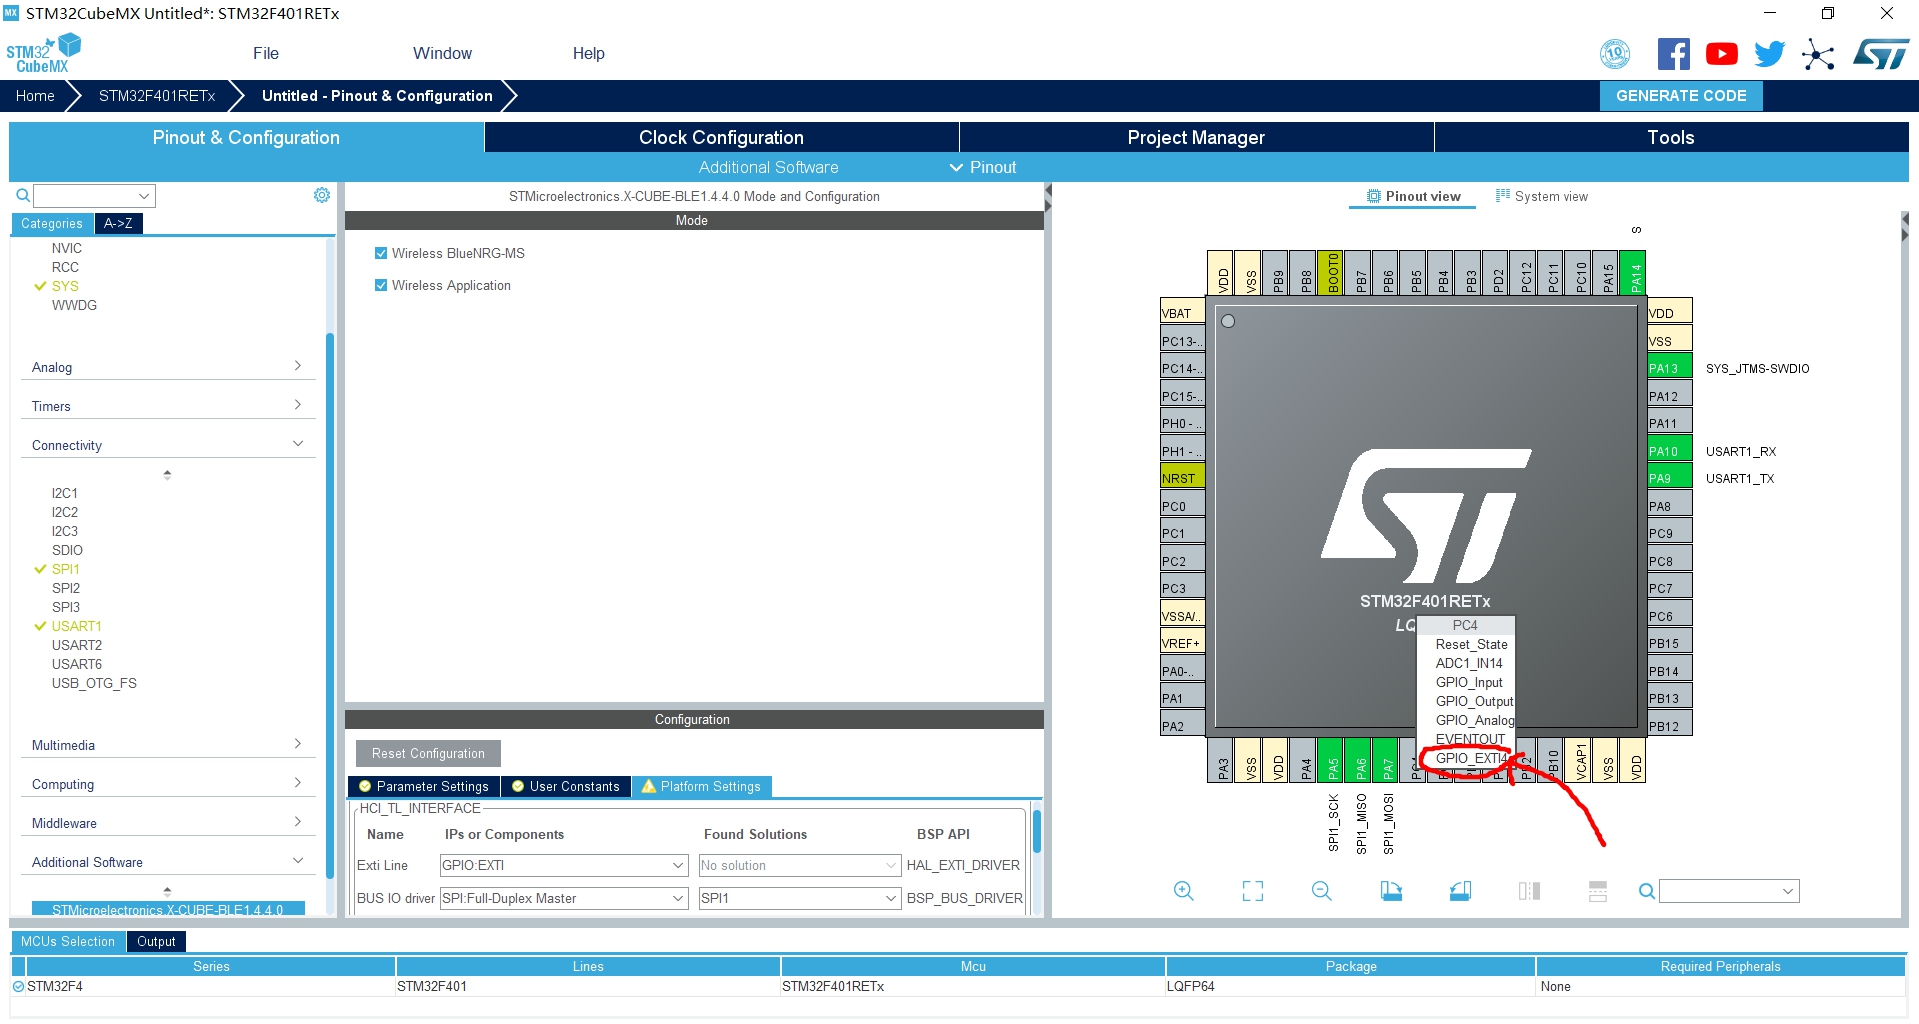 MX STM32CubeMX Untitled*: STM32F401RETx
STM32
CubeMX
File Window Help
10
ST
Home STM32F401RETx Untitled - Pinout & Configuration GENERATE CODE
Pinout & Configuration Clock Configuration Project Manager Tools
Additional Software Pinout
Categories A->Z
NVIC
RCC
SYS
WWDG
Analog
Timers
Connectivity
I2C1
I2C2
I2C3
SDIO
SPI1
SPI2
SPI3
USART1
USART2
USART6
USB_OTG_FS
Multimedia
Computing
Middleware
Additional Software
STMicroelectronics.X-CUBE-BLE1.4.4.0
STMicroelectronics.X-CUBE-BLE1.4.4.0 Mode and Configuration
Mode
Wireless BlueNRG-MS
Wireless Application
Configuration
Reset Configuration
Parameter Settings User Constants Platform Settings
HCI_TL_INTERFACE
Name IPs or Components Found Solutions BSP API
Exti Line GPIO:EXTI No solution HAL_EXTI_DRIVER
BUS IO driver SPI:Full-Duplex Master SPI1 BSP_BUS_DRIVER
Pinout view System view
S
VDD VSS PB9 PB8 BOOT0 PB7 PB6 PB5 PB4 PB3 PD2 PC12 PC11 PC10 PA15 PA14
VBAT
PC13-..
PC14-..
PC15-..
PH0 - ..
PH1 - ..
NRST
PC0
PC1
PC2
PC3
VSSA/..
VREF+
PA0-..
PA1
PA2
VDD
VSS
PA13 SYS_JTMS-SWDIO
PA12
PA11
PA10 USART1_RX
PA9 USART1_TX
PA8
PC9
PC8
PC7
PC6
PB15
PB14
PB13
PB12
ST
STM32F401RETx
LQ
PC4
Reset_State
ADC1_IN14
GPIO_Input
GPIO_Output
GPIO_Analog
EVENTOUT
GPIO_EXTI4
PA3 VSS VDD PA4 PA5 PA6 PA7 PB10 VCAP1 VSS VDD
SPI1_SCK
SPI1_MISO
SPI1_MOSI
MCUs Selection Output
Series Lines Mcu Package Required Peripherals
STM32F4 STM32F401 STM32F401RETx LQFP64 None